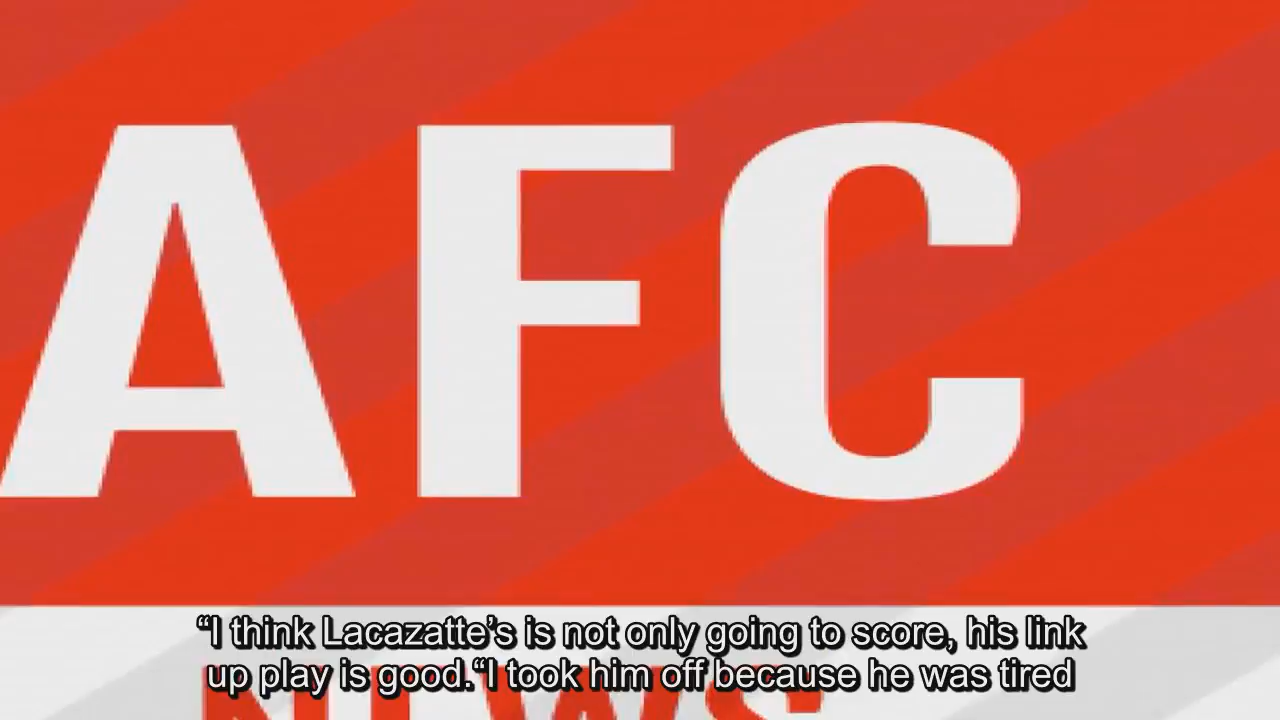 AFC
“I think Lacazatte’s is not only going to score, his link
up play is good.“I took him off because he was tired
NEWS